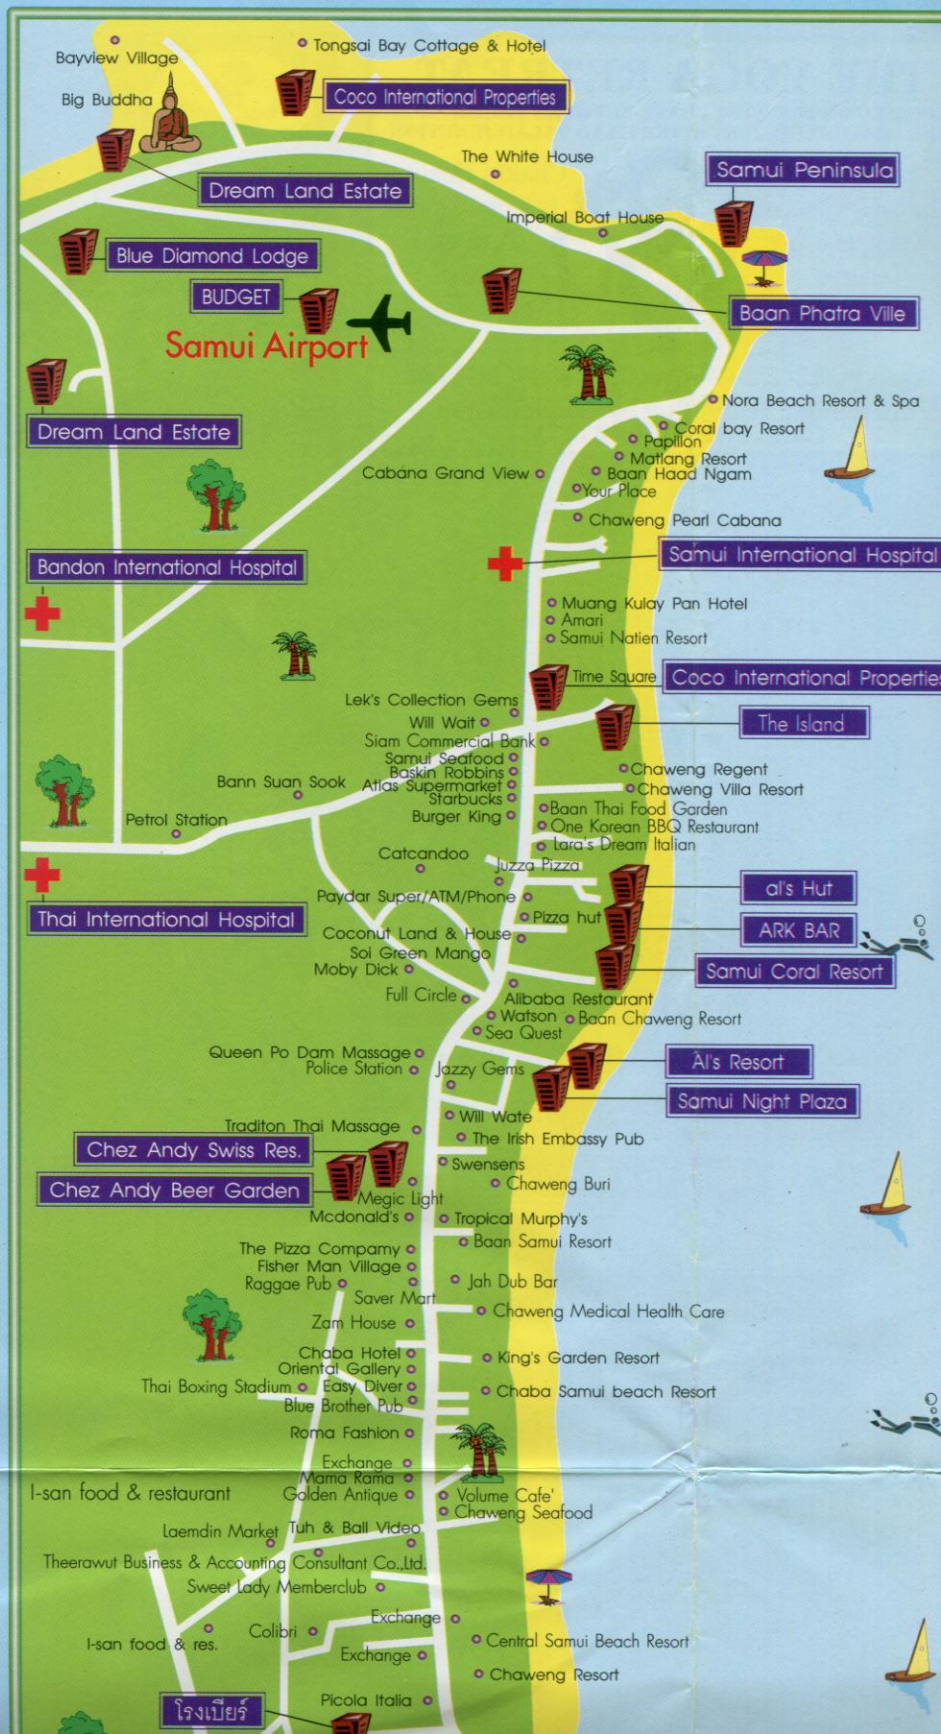 Bayview Village
Tongsai Bay Cottage & Hotel
Big Buddha
Coco International Properties
The White House
Samui Peninsula
Dream Land Estate
Imperial Boat House
Blue Diamond Lodge
BUDGET
Baan Phatra Ville
Samui Airport
Nora Beach Resort & Spa
Dream Land Estate
Coral bay Resort
Papillon
Matlang Resort
Cabána Grand View
Baan Haad Ngam
Your Place
Chaweng Pearl Cabana
Samui International Hospital
Bandon International Hospital
Muang Kulay Pan Hotel
Amari
Samui Natien Resort
Time Square
Coco International Properties
Lek's Collection Gems
Will Wait
The Island
Siam Commercial Bank
Samui Seafood
Baskin Robbins
Chaweng Regent
Bann Suan Sook
Atlas Supermarket
Chaweng Villa Resort
Starbucks
Burger King
Baan Thai Food Garden
Petrol Station
One Korean BBQ Restaurant
Lara's Dream Italian
Catcandoo
Juzza Pizza
al's Hut
Paydar Super/ATM/Phone
Thai International Hospital
Pizza hut
ARK BAR
Coconut Land & House
Soi Green Mango
Moby Dick
Samui Coral Resort
Full Circle
Alibaba Restaurant
Watson
Baan Chaweng Resort
Sea Quest
Queen Po Dam Massage
Police Station
Jazzy Gems
Al's Resort
Samui Night Plaza
Will Wate
Traditon Thai Massage
The Irish Embassy Pub
Chez Andy Swiss Res.
Swensens
Chaweng Buri
Chez Andy Beer Garden
Megic Light
Mcdonald's
Tropical Murphy's
Baan Samui Resort
The Pizza Compamy
Fisher Man Village
Raggae Pub
Jah Dub Bar
Saver Mart
Chaweng Medical Health Care
Zam House
Chaba Hotel
King's Garden Resort
Oriental Gallery
Thai Boxing Stadium
Easy Diver
Chaba Samui beach Resort
Blue Brother Pub
Roma Fashion
Exchange
Mama Rama
I-san food & restaurant
Golden Antique
Volume Cafe'
Chaweng Seafood
Laemdin Market
Tuh & Ball Video
Theerawut Business & Accounting Consultant Co.,Ltd.
Sweet Lady Memberclub
Exchange
Colibri
I-san food & res.
Central Samui Beach Resort
Exchange
Chaweng Resort
Picola Italia
โรงเบียร์